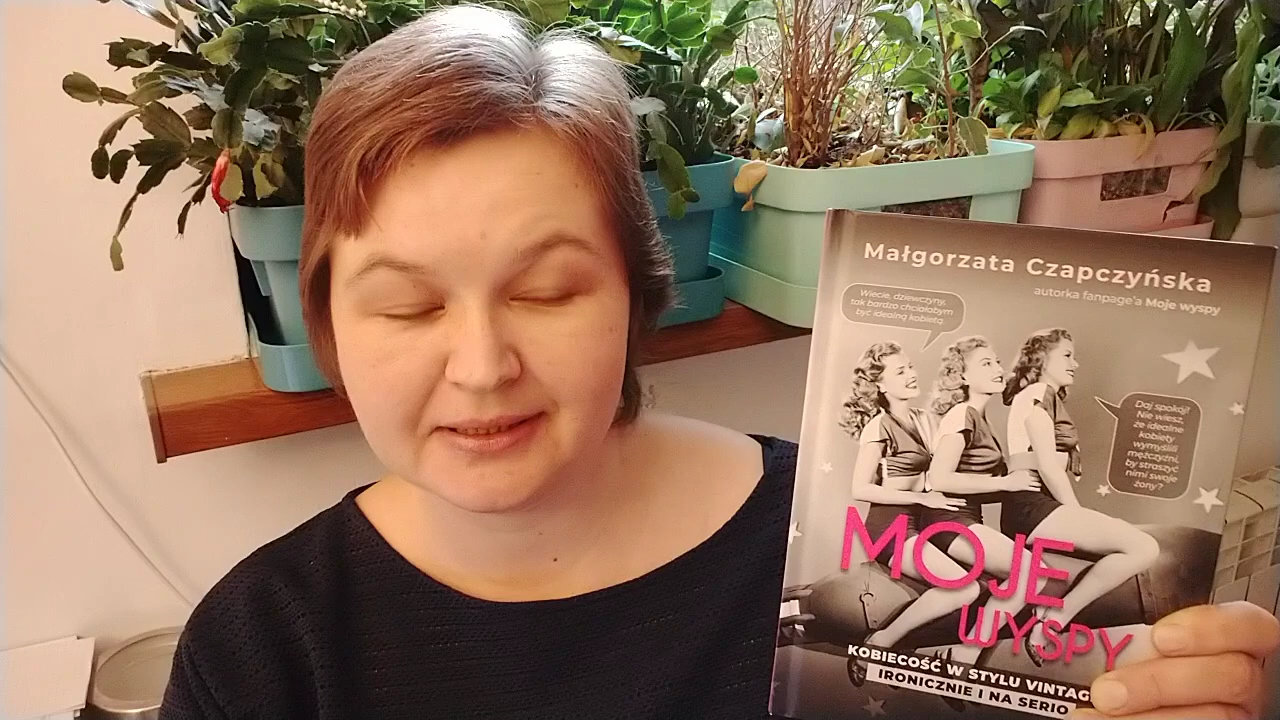 Małgorzata Czapczyńska
autorka fanpage'a Moje wyspy
Wiecie, dziewczyny,
tak bardzo chciałabym
być idealną kobietą.
Daj spokój!
Nie wiesz,
że idealne
kobiety
wymyślili
mężczyźni,
by straszyć
nimi swoje
żony?
MOJE
WYSPY
KOBIECOŚĆ W STYLU VINTAG
IRONICZNIE I NA SERIO